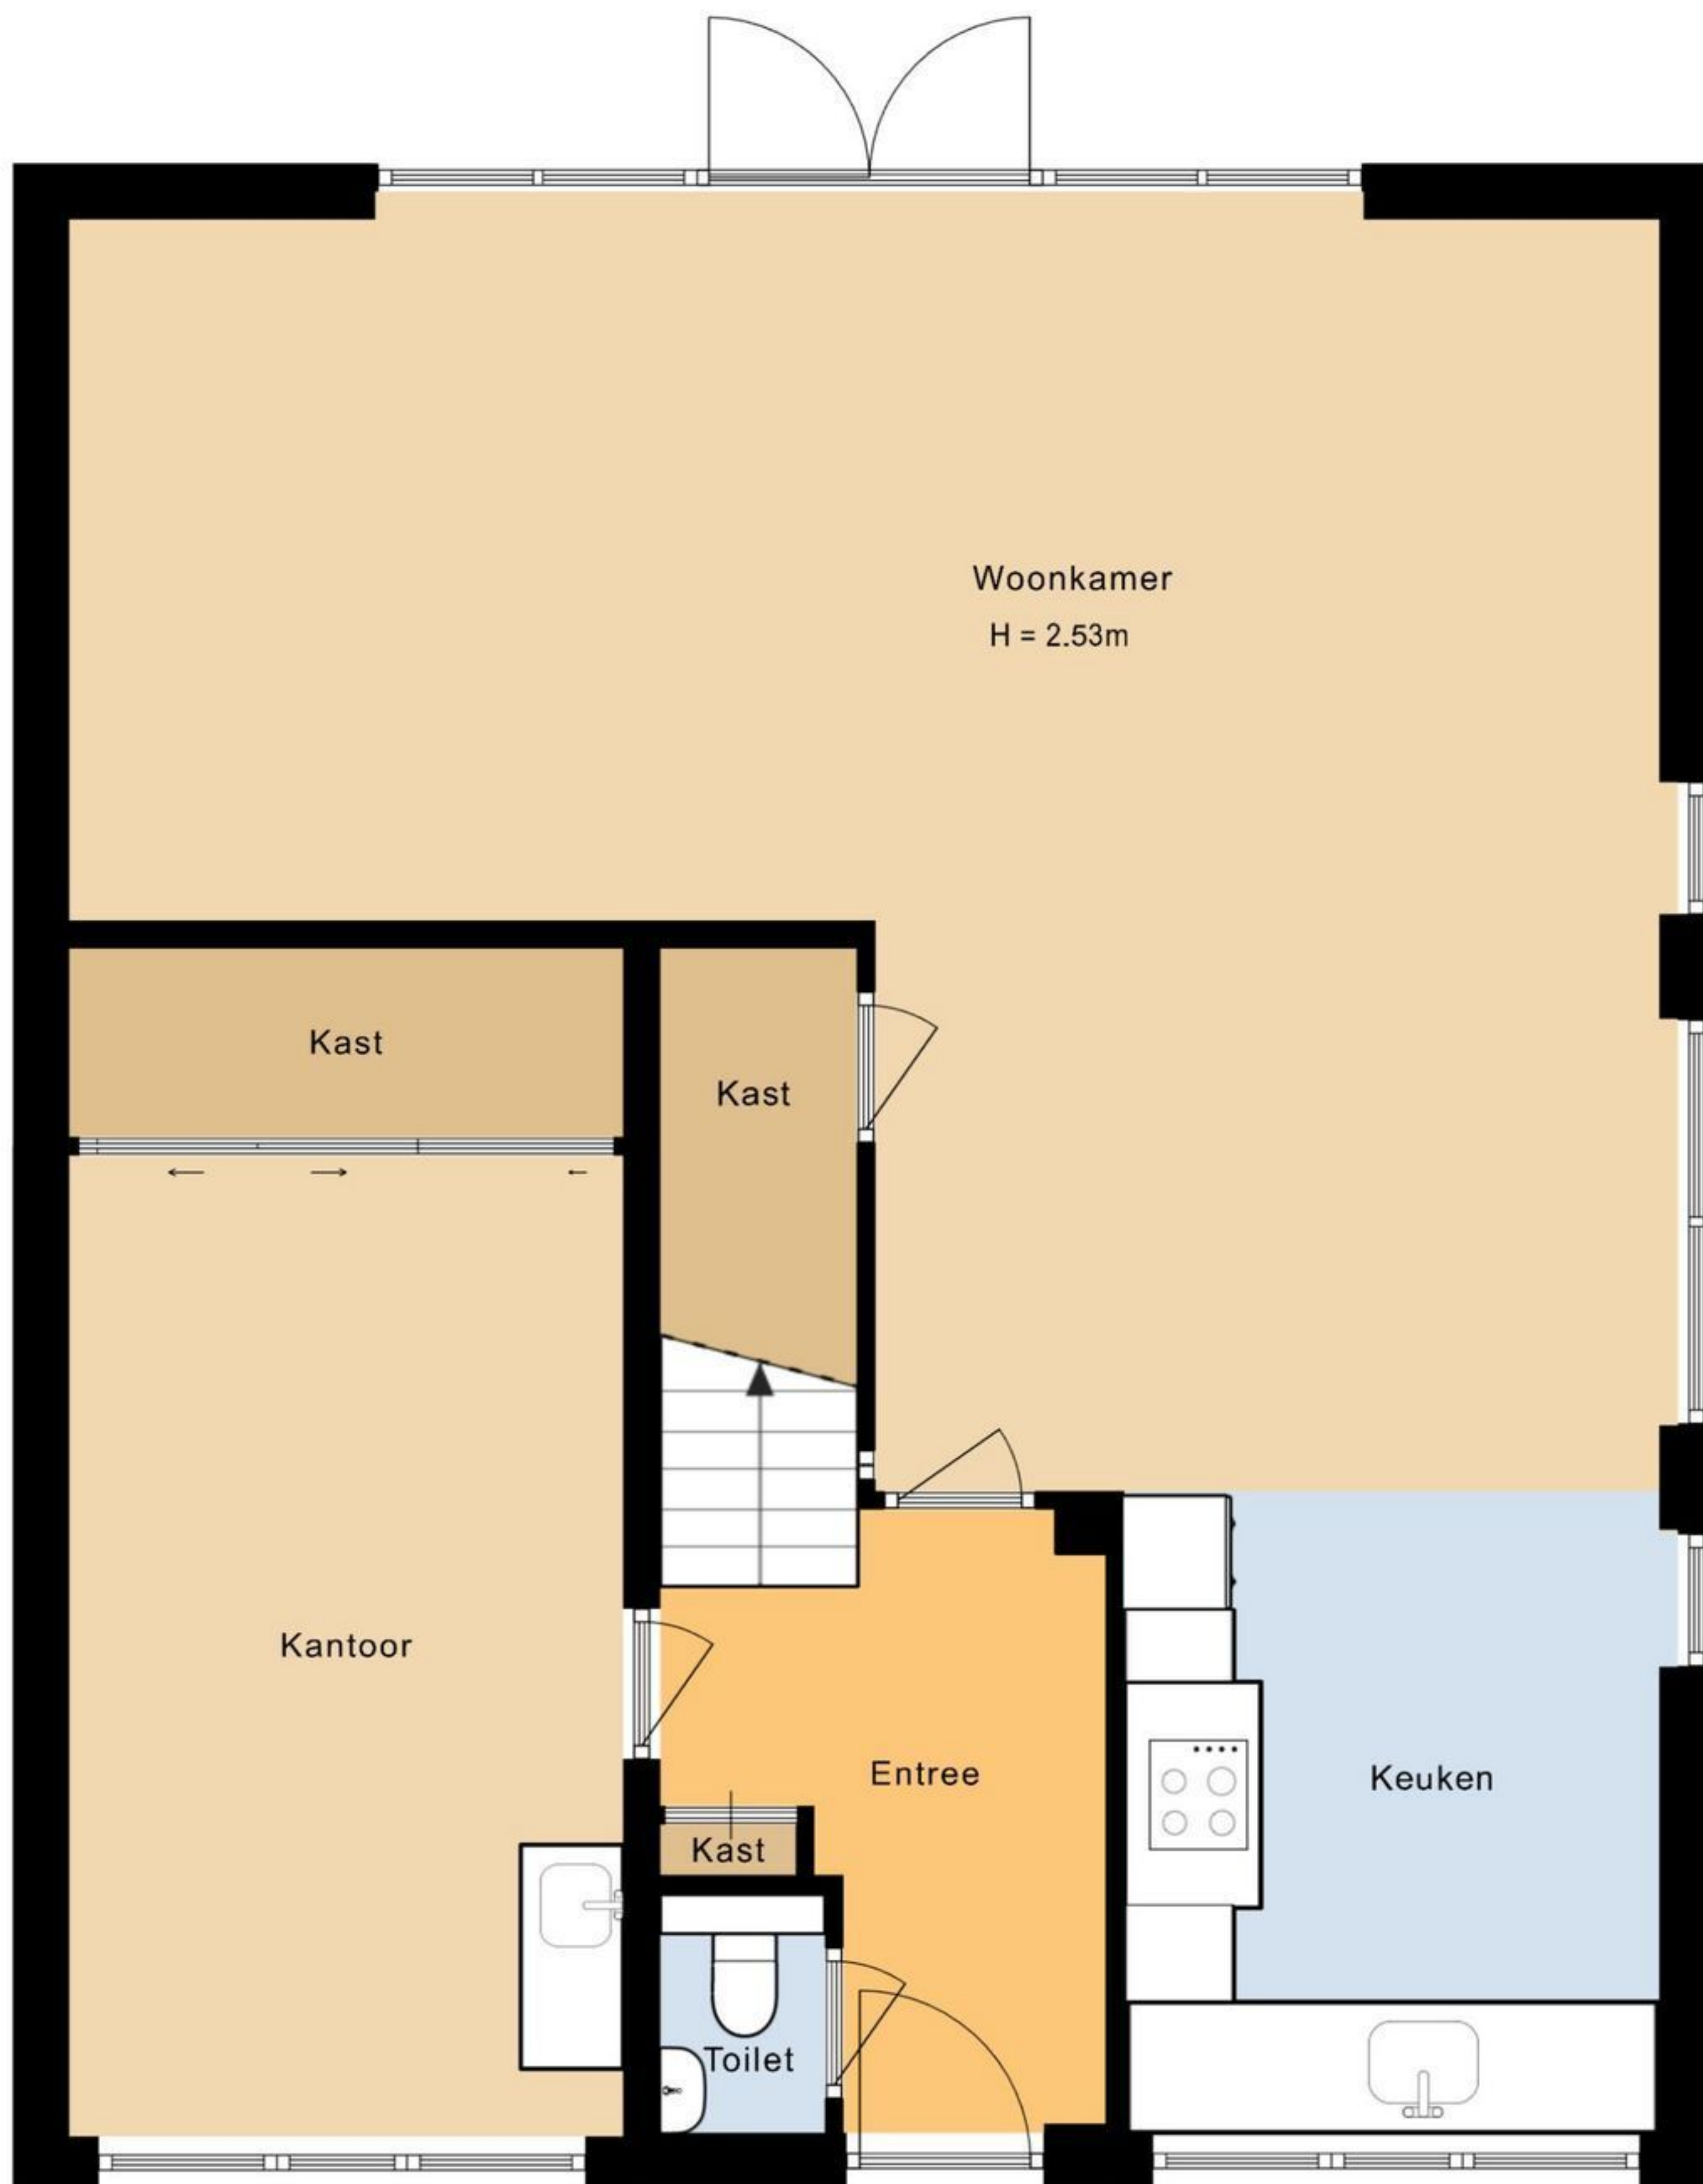 Woonkamer
H = 2.53m
Kast
Kast
Kantoor
Entree
Keuken
Kast
Toilet